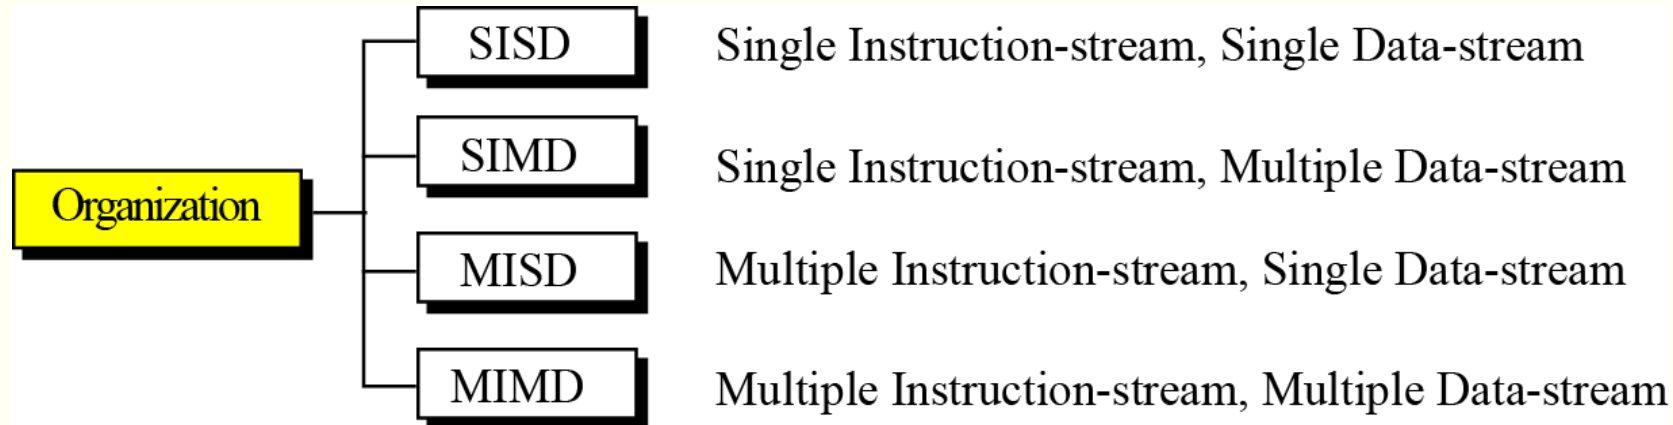 SISD Single Instruction-stream, Single Data-stream
SIMD Single Instruction-stream, Multiple Data-stream
Organization
MISD Multiple Instruction-stream, Single Data-stream
MIMD Multiple Instruction-stream, Multiple Data-stream